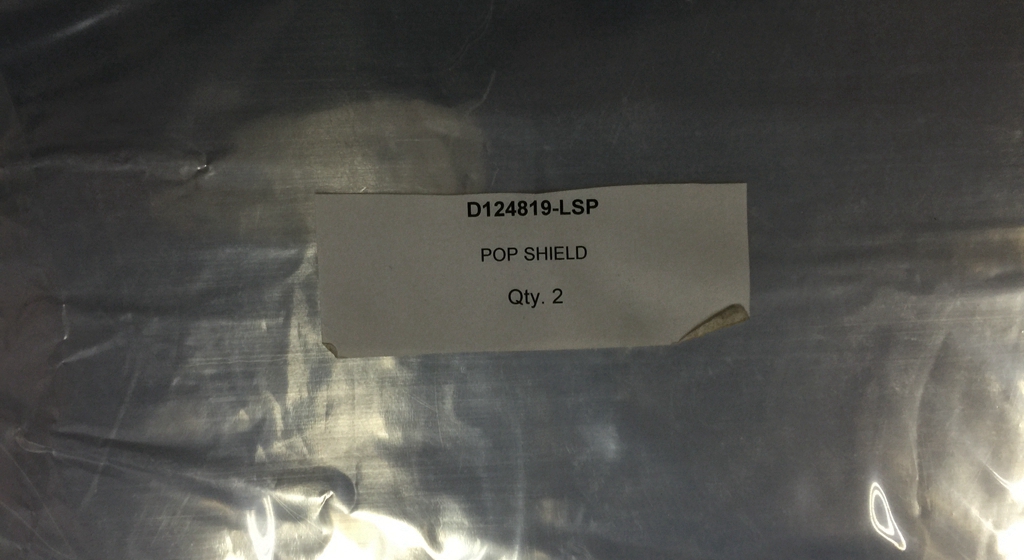 D124819-LSP
POP SHIELD
Qty. 2